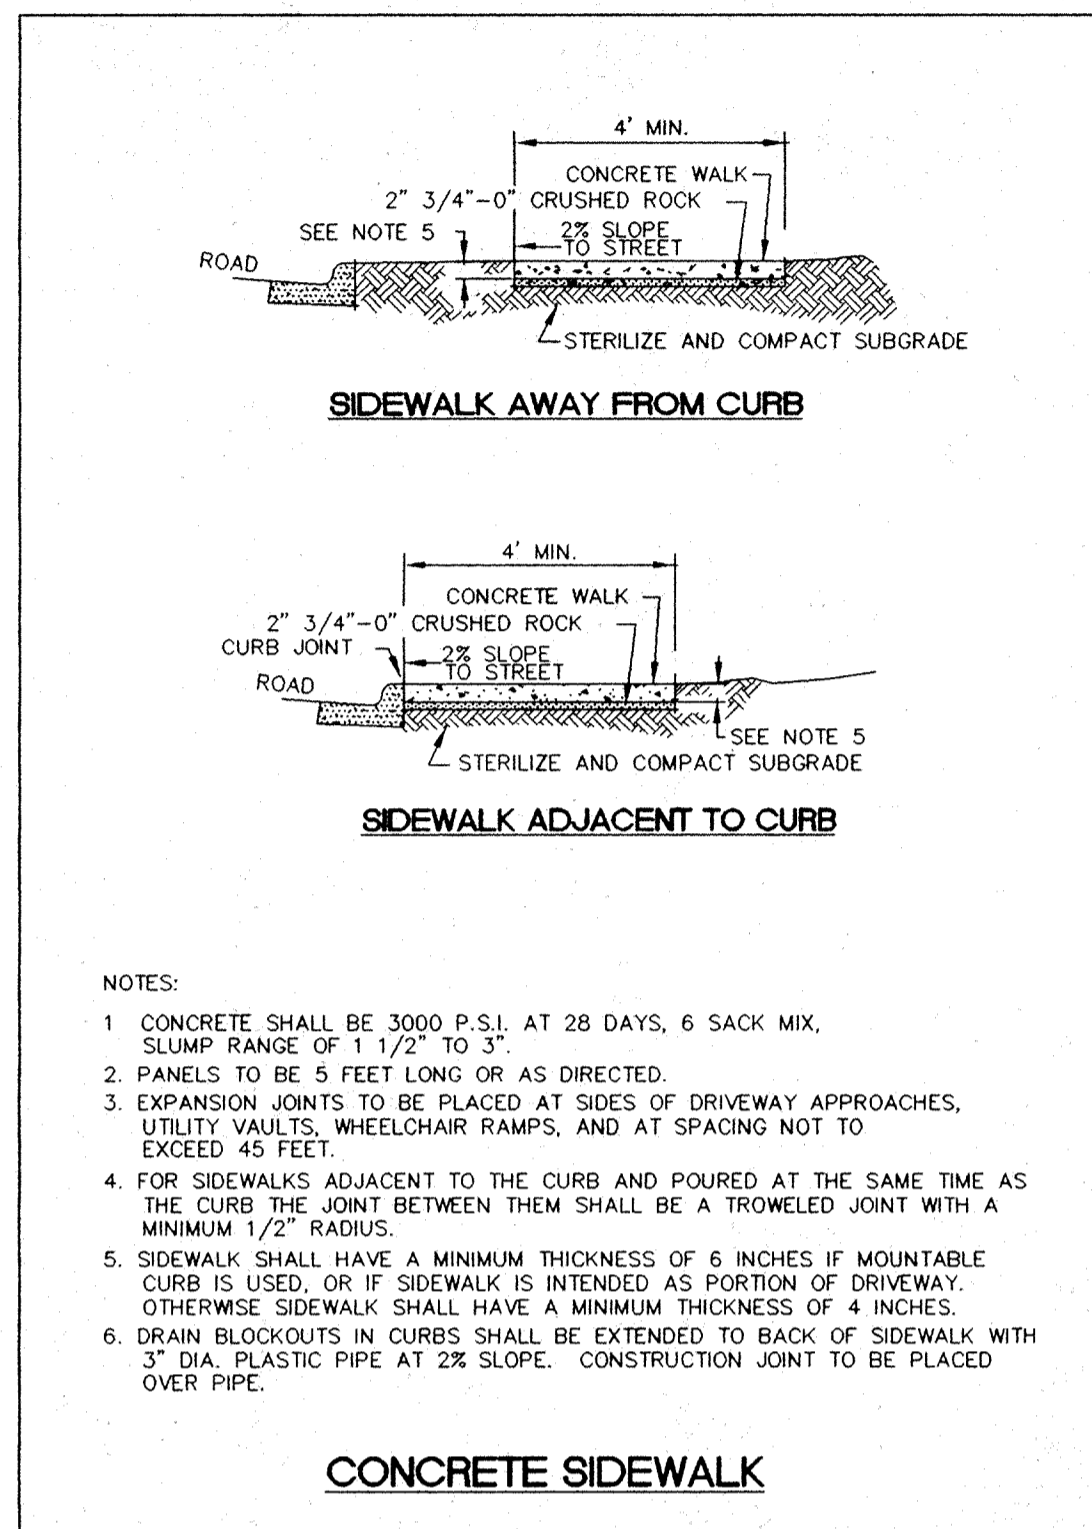 4' MIN.
CONCRETE WALK
2" 3/4"-0" CRUSHED ROCK
SEE NOTE 5
2% SLOPE
TO STREET
ROAD
STERILIZE AND COMPACT SUBGRADE
SIDEWALK AWAY FROM CURB
4' MIN.
CONCRETE WALK
2" 3/4"-0" CRUSHED ROCK
CURB JOINT
2% SLOPE
TO STREET
ROAD
SEE NOTE 5
STERILIZE AND COMPACT SUBGRADE
SIDEWALK ADJACENT TO CURB
NOTES:
1 CONCRETE SHALL BE 3000 P.S.I. AT 28 DAYS, 6 SACK MIX,
SLUMP RANGE OF 1 1/2" TO 3".
2. PANELS TO BE 5 FEET LONG OR AS DIRECTED.
3. EXPANSION JOINTS TO BE PLACED AT SIDES OF DRIVEWAY APPROACHES,
UTILITY VAULTS, WHEELCHAIR RAMPS, AND AT SPACING NOT TO
EXCEED 45 FEET.
4. FOR SIDEWALKS ADJACENT TO THE CURB AND POURED AT THE SAME TIME AS
THE CURB THE JOINT BETWEEN THEM SHALL BE A TROWELED JOINT WITH A
MINIMUM 1/2" RADIUS.
5. SIDEWALK SHALL HAVE A MINIMUM THICKNESS OF 6 INCHES IF MOUNTABLE
CURB IS USED, OR IF SIDEWALK IS INTENDED AS PORTION OF DRIVEWAY.
OTHERWISE SIDEWALK SHALL HAVE A MINIMUM THICKNESS OF 4 INCHES.
6. DRAIN BLOCKOUTS IN CURBS SHALL BE EXTENDED TO BACK OF SIDEWALK WITH
3" DIA. PLASTIC PIPE AT 2% SLOPE. CONSTRUCTION JOINT TO BE PLACED
OVER PIPE.
CONCRETE SIDEWALK